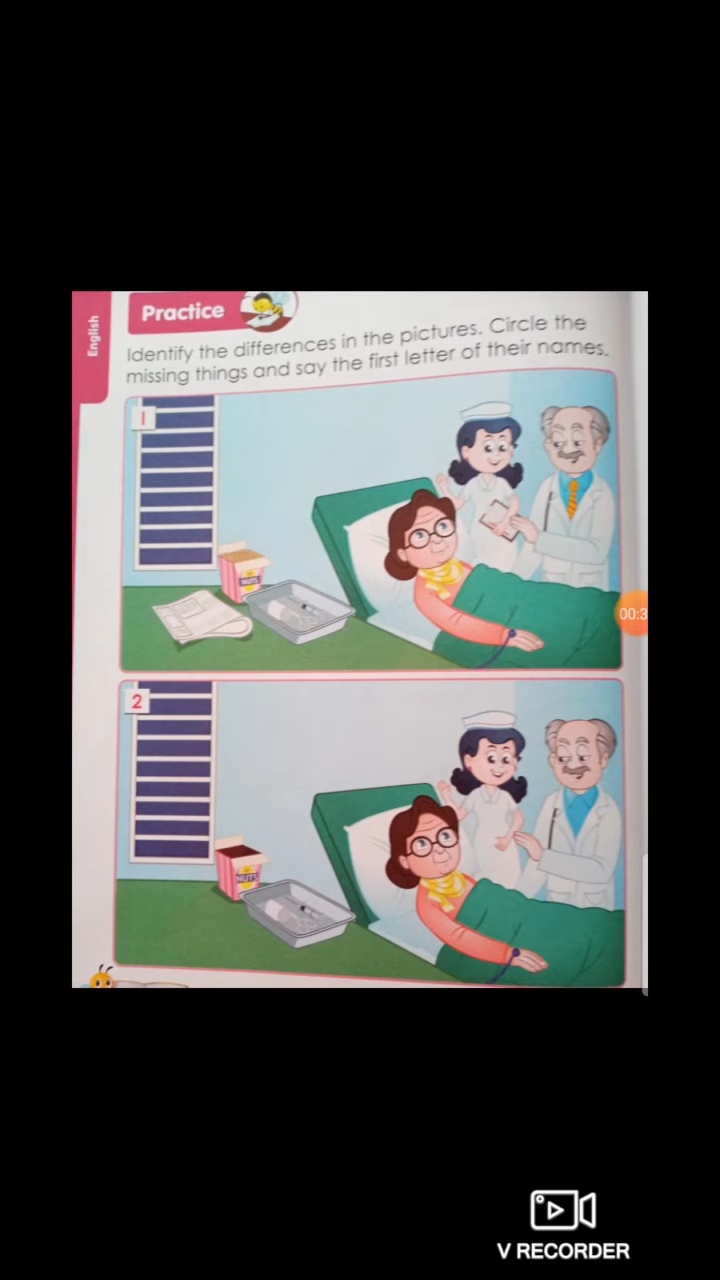 English
Practice
Identify the differences in the pictures. Circle the
missing things and say the first letter of their names.
1
NUTS
00:3
2
NUTS
V RECORDER